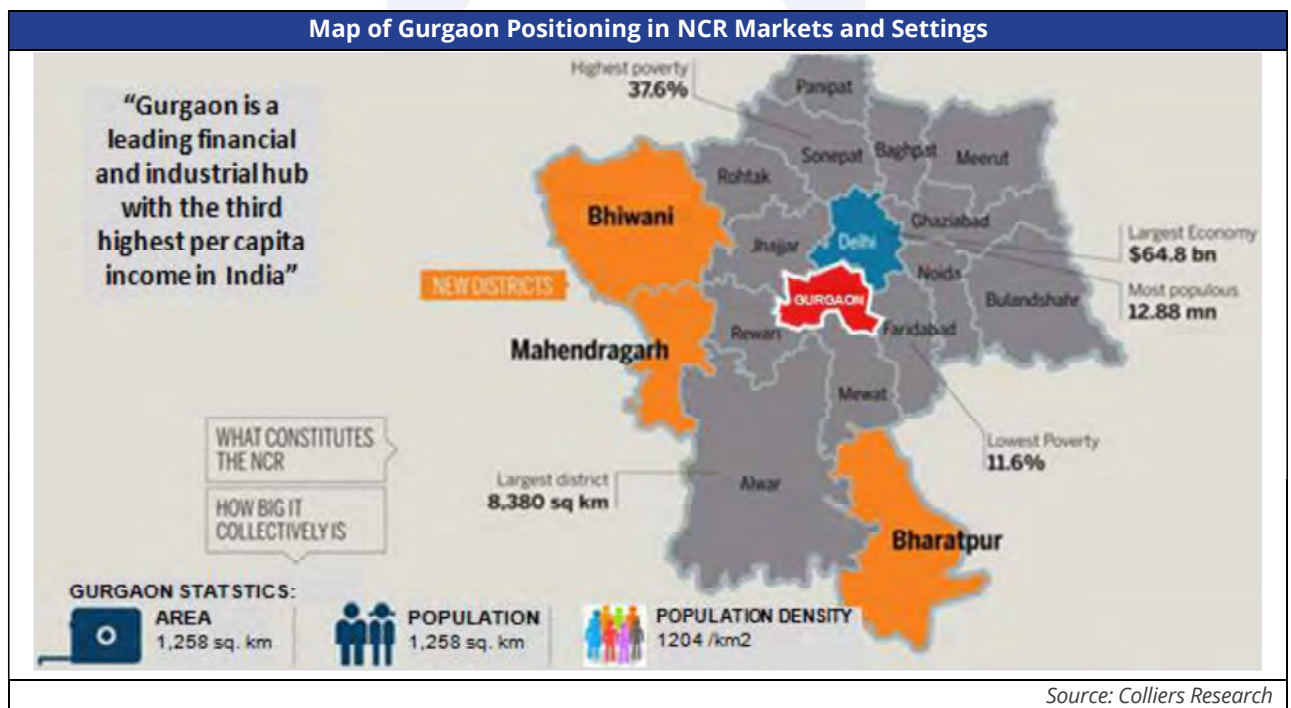 Map of Gurgaon Positioning in NCR Markets and Settings
"Gurgaon is a
leading financial
and industrial hub
with the third
highest per capita
income in India"
Highest poverty
37.6%
Panipat
Sonepat
Baghpat
Meerut
Rohtak
Bhiwani
Jhajjar
Delhi
Ghaziabad
Largest Economy
$64.8 bn
NEW DISTRICTS
GURGAON
Noida
Bulandshahr
Most populous
12.88 mn
Mahendragarh
Rewari
Faridabad
Mewat
WHAT CONSTITUTES
THE NCR
Lowest Poverty
11.6%
Largest district
8,380 sq km
Alwar
HOW BIG IT
COLLECTIVELY IS
Bharatpur
GURGAON STATSTICS:
AREA
1,258 sq. km
POPULATION
1,258 sq. km
POPULATION DENSITY
1204 /km2
Source: Colliers Research